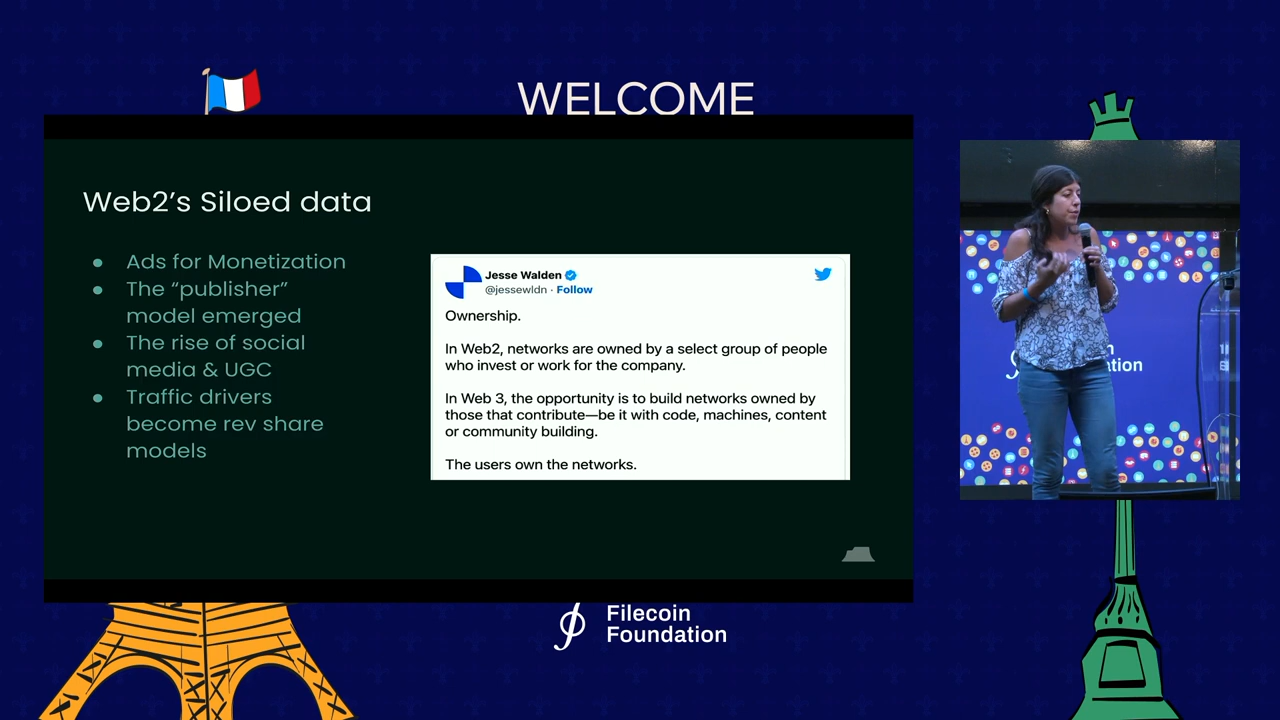 WELCOME
Web2's Siloed data
● Ads for Monetization
● The “publisher”
model emerged
● The rise of social
media & UGC
● Traffic drivers
become rev share
models
Jesse Walden
@jessewldn · Follow
Ownership.
In Web2, networks are owned by a select group of people
who invest or work for the company.
In Web 3, the opportunity is to build networks owned by
those that contribute—be it with code, machines, content
or community building.
The users own the networks.
Filecoin
Foundation